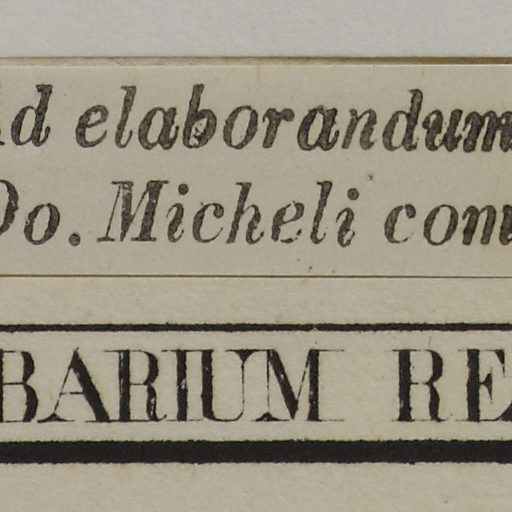 Ad elaborandum
Do. Micheli com
BARIUM RE